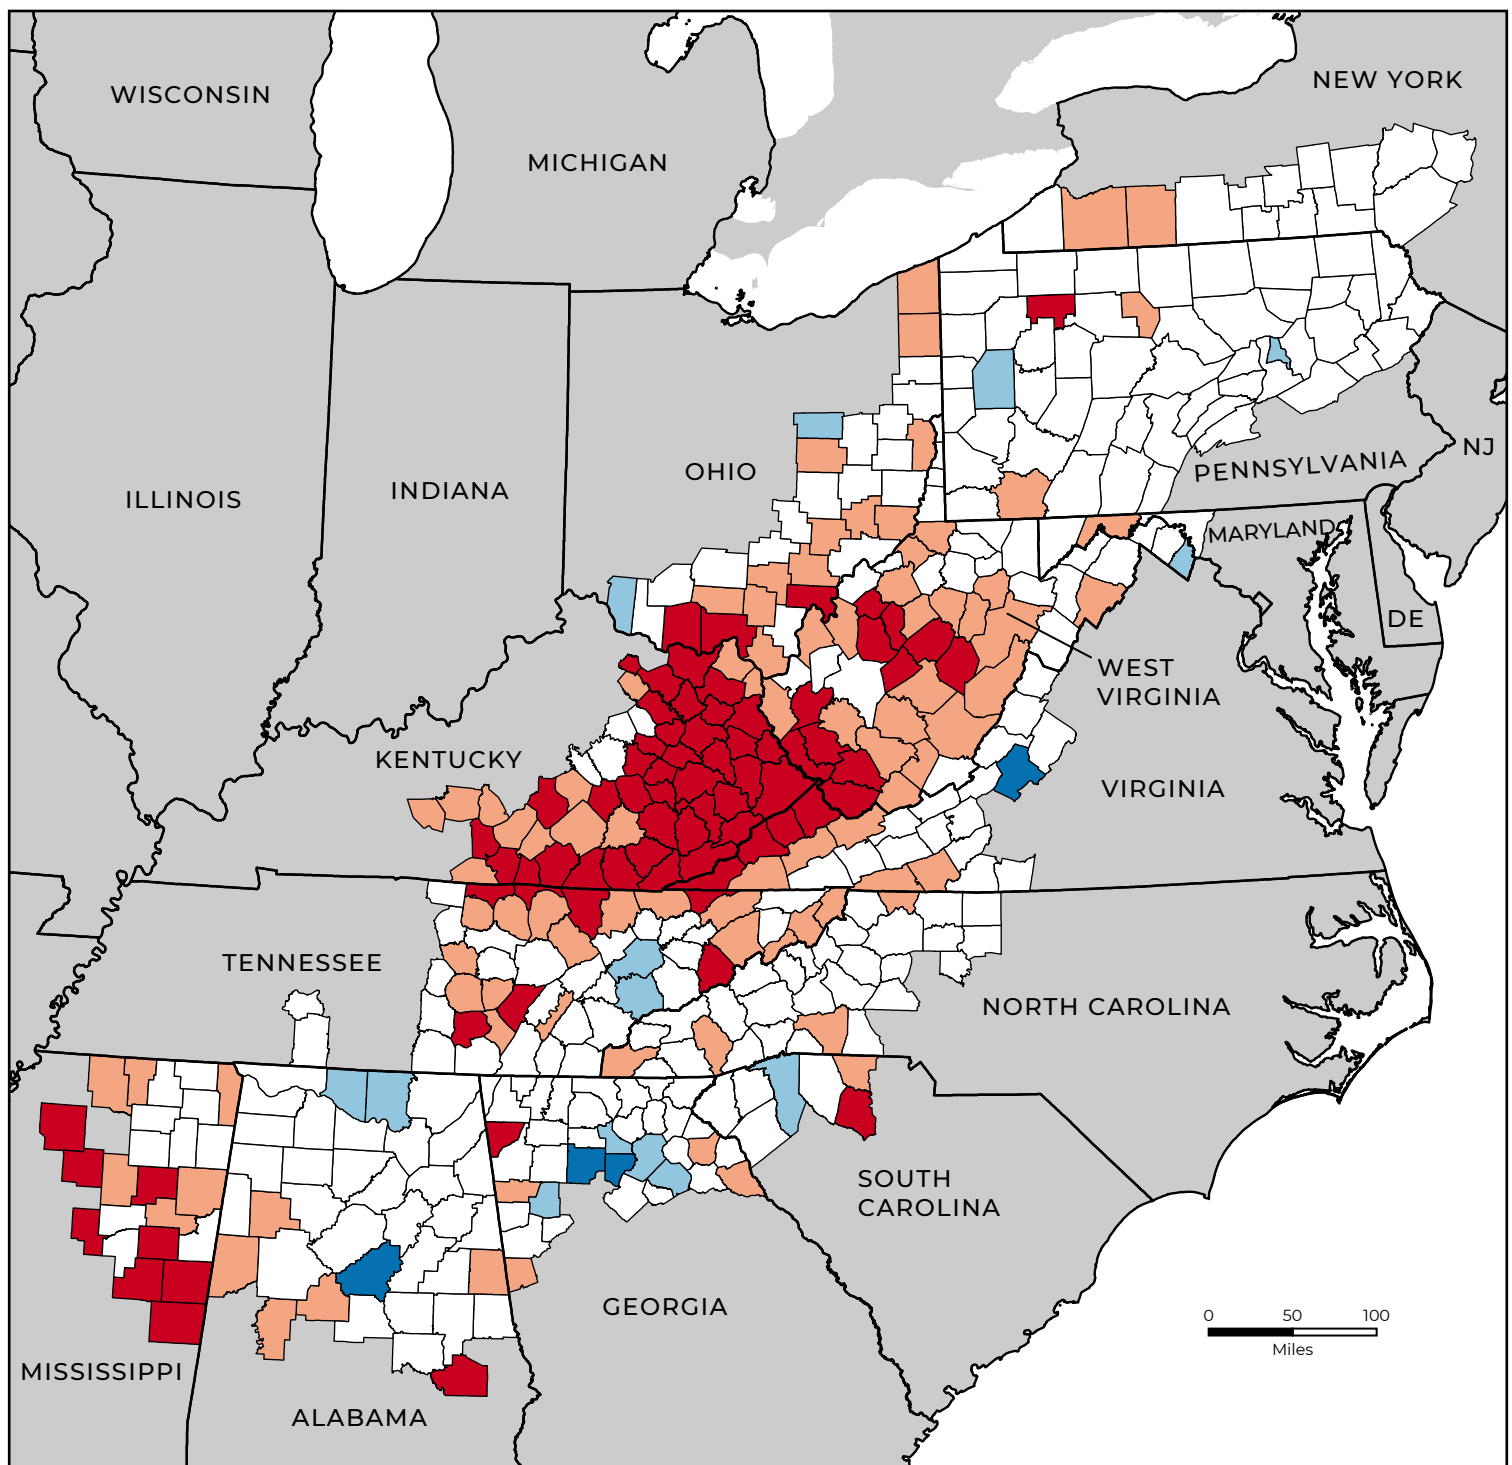 NEW YORK
WISCONSIN
MICHIGAN
NJ
OHIO
PENNSYLVANIA
ILLINOIS
INDIANA
MARYLAND
DE
WEST
VIRGINIA
KENTUCKY
VIRGINIA
TENNESSEE
NORTH CAROLINA
SOUTH
CAROLINA
GEORGIA
0 50 100
Miles
MISSISSIPPI
ALABAMA